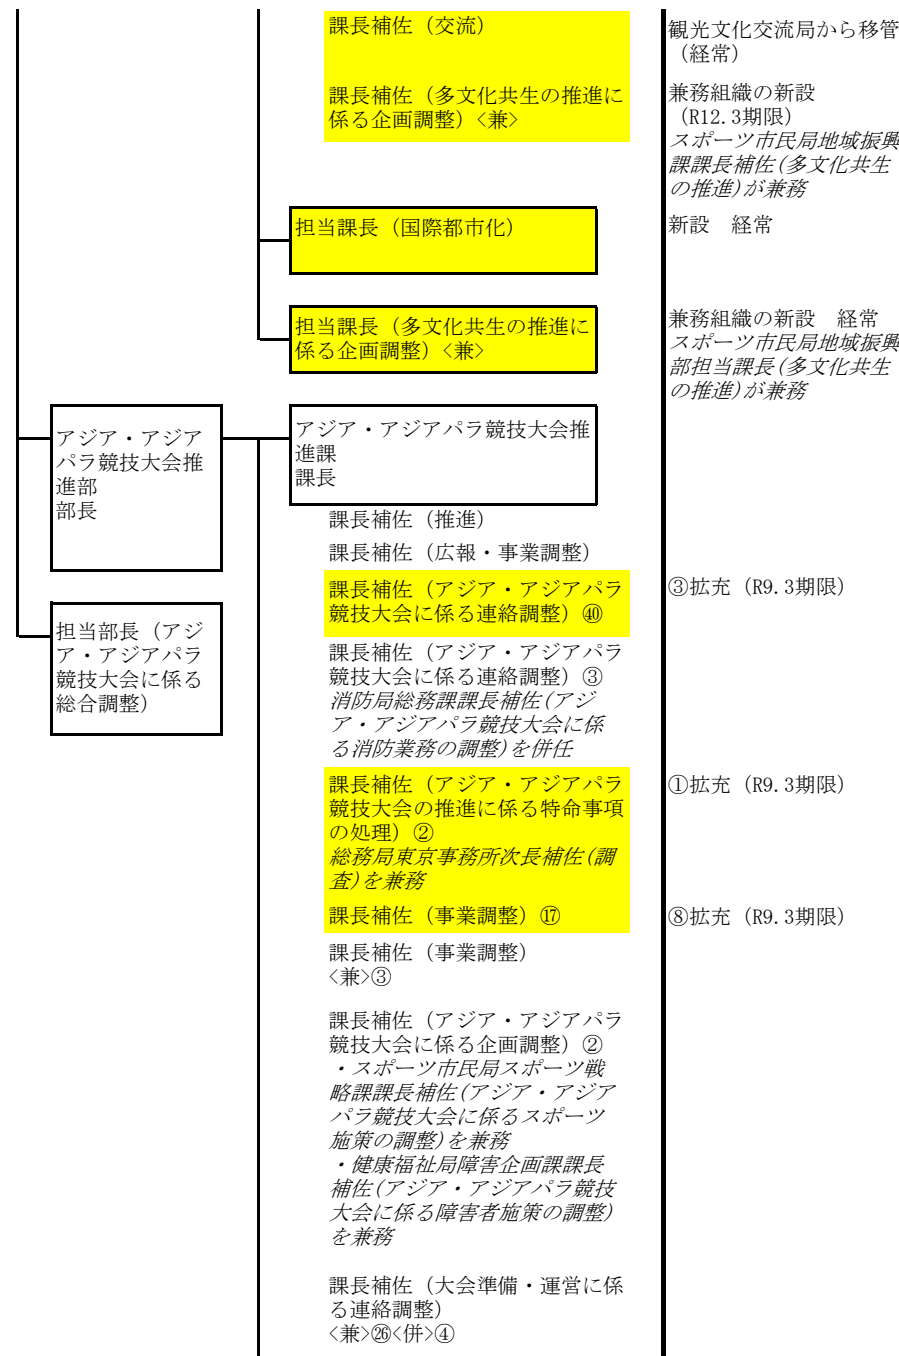 課長補佐（交流）
観光文化交流局から移管
（経常）
課長補佐（多文化共生の推進に
係る企画調整）<兼>
兼務組織の新設
（R12.3期限）
スポーツ市民局地域振興
課課長補佐(多文化共生
の推進)が兼務
担当課長（国際都市化）
新設　経常
担当課長（多文化共生の推進に
係る企画調整）<兼>
兼務組織の新設　経常
スポーツ市民局地域振興
部担当課長(多文化共生
の推進)が兼務
アジア・アジア
パラ競技大会推
進部
部長
アジア・アジアパラ競技大会推
進課
課長
課長補佐（推進）
課長補佐（広報・事業調整）
課長補佐（アジア・アジアパラ
競技大会に係る連絡調整）㊵
③拡充（R9.3期限）
担当部長（アジ
ア・アジアパラ
競技大会に係る
総合調整）
課長補佐（アジア・アジアパラ
競技大会に係る連絡調整）③
消防局総務課課長補佐(アジ
ア・アジアパラ競技大会に係
る消防業務の調整)を併任
課長補佐（アジア・アジアパラ
競技大会の推進に係る特命事項
の処理）②
総務局東京事務所次長補佐(調
査)を兼務
①拡充（R9.3期限）
課長補佐（事業調整）⑰
⑧拡充（R9.3期限）
課長補佐（事業調整）
<兼>③
課長補佐（アジア・アジアパラ
競技大会に係る企画調整）②
・スポーツ市民局スポーツ戦
略課課長補佐(アジア・アジア
パラ競技大会に係るスポーツ
施策の調整)を兼務
・健康福祉局障害企画課課長
補佐(アジア・アジアパラ競技
大会に係る障害者施策の調整)
を兼務
課長補佐（大会準備・運営に係
る連絡調整）
<兼>㉖<併>④